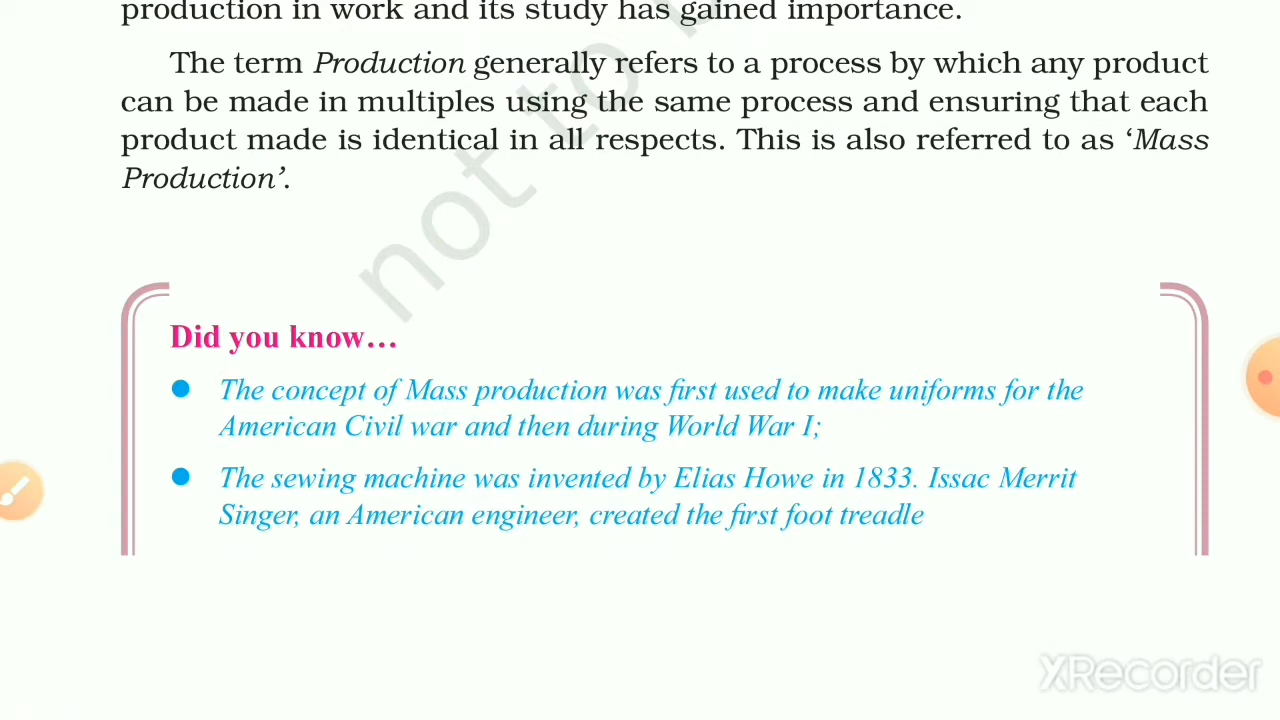 production in work and its study has gained importance.
The term Production generally refers to a process by which any product
can be made in multiples using the same process and ensuring that each
product made is identical in all respects. This is also referred to as ‘Mass
Production’.
not to b
Did you know…
● The concept of Mass production was first used to make uniforms for the
American Civil war and then during World War I;
● The sewing machine was invented by Elias Howe in 1833. Issac Merrit
Singer, an American engineer, created the first foot treadle
XRecorder